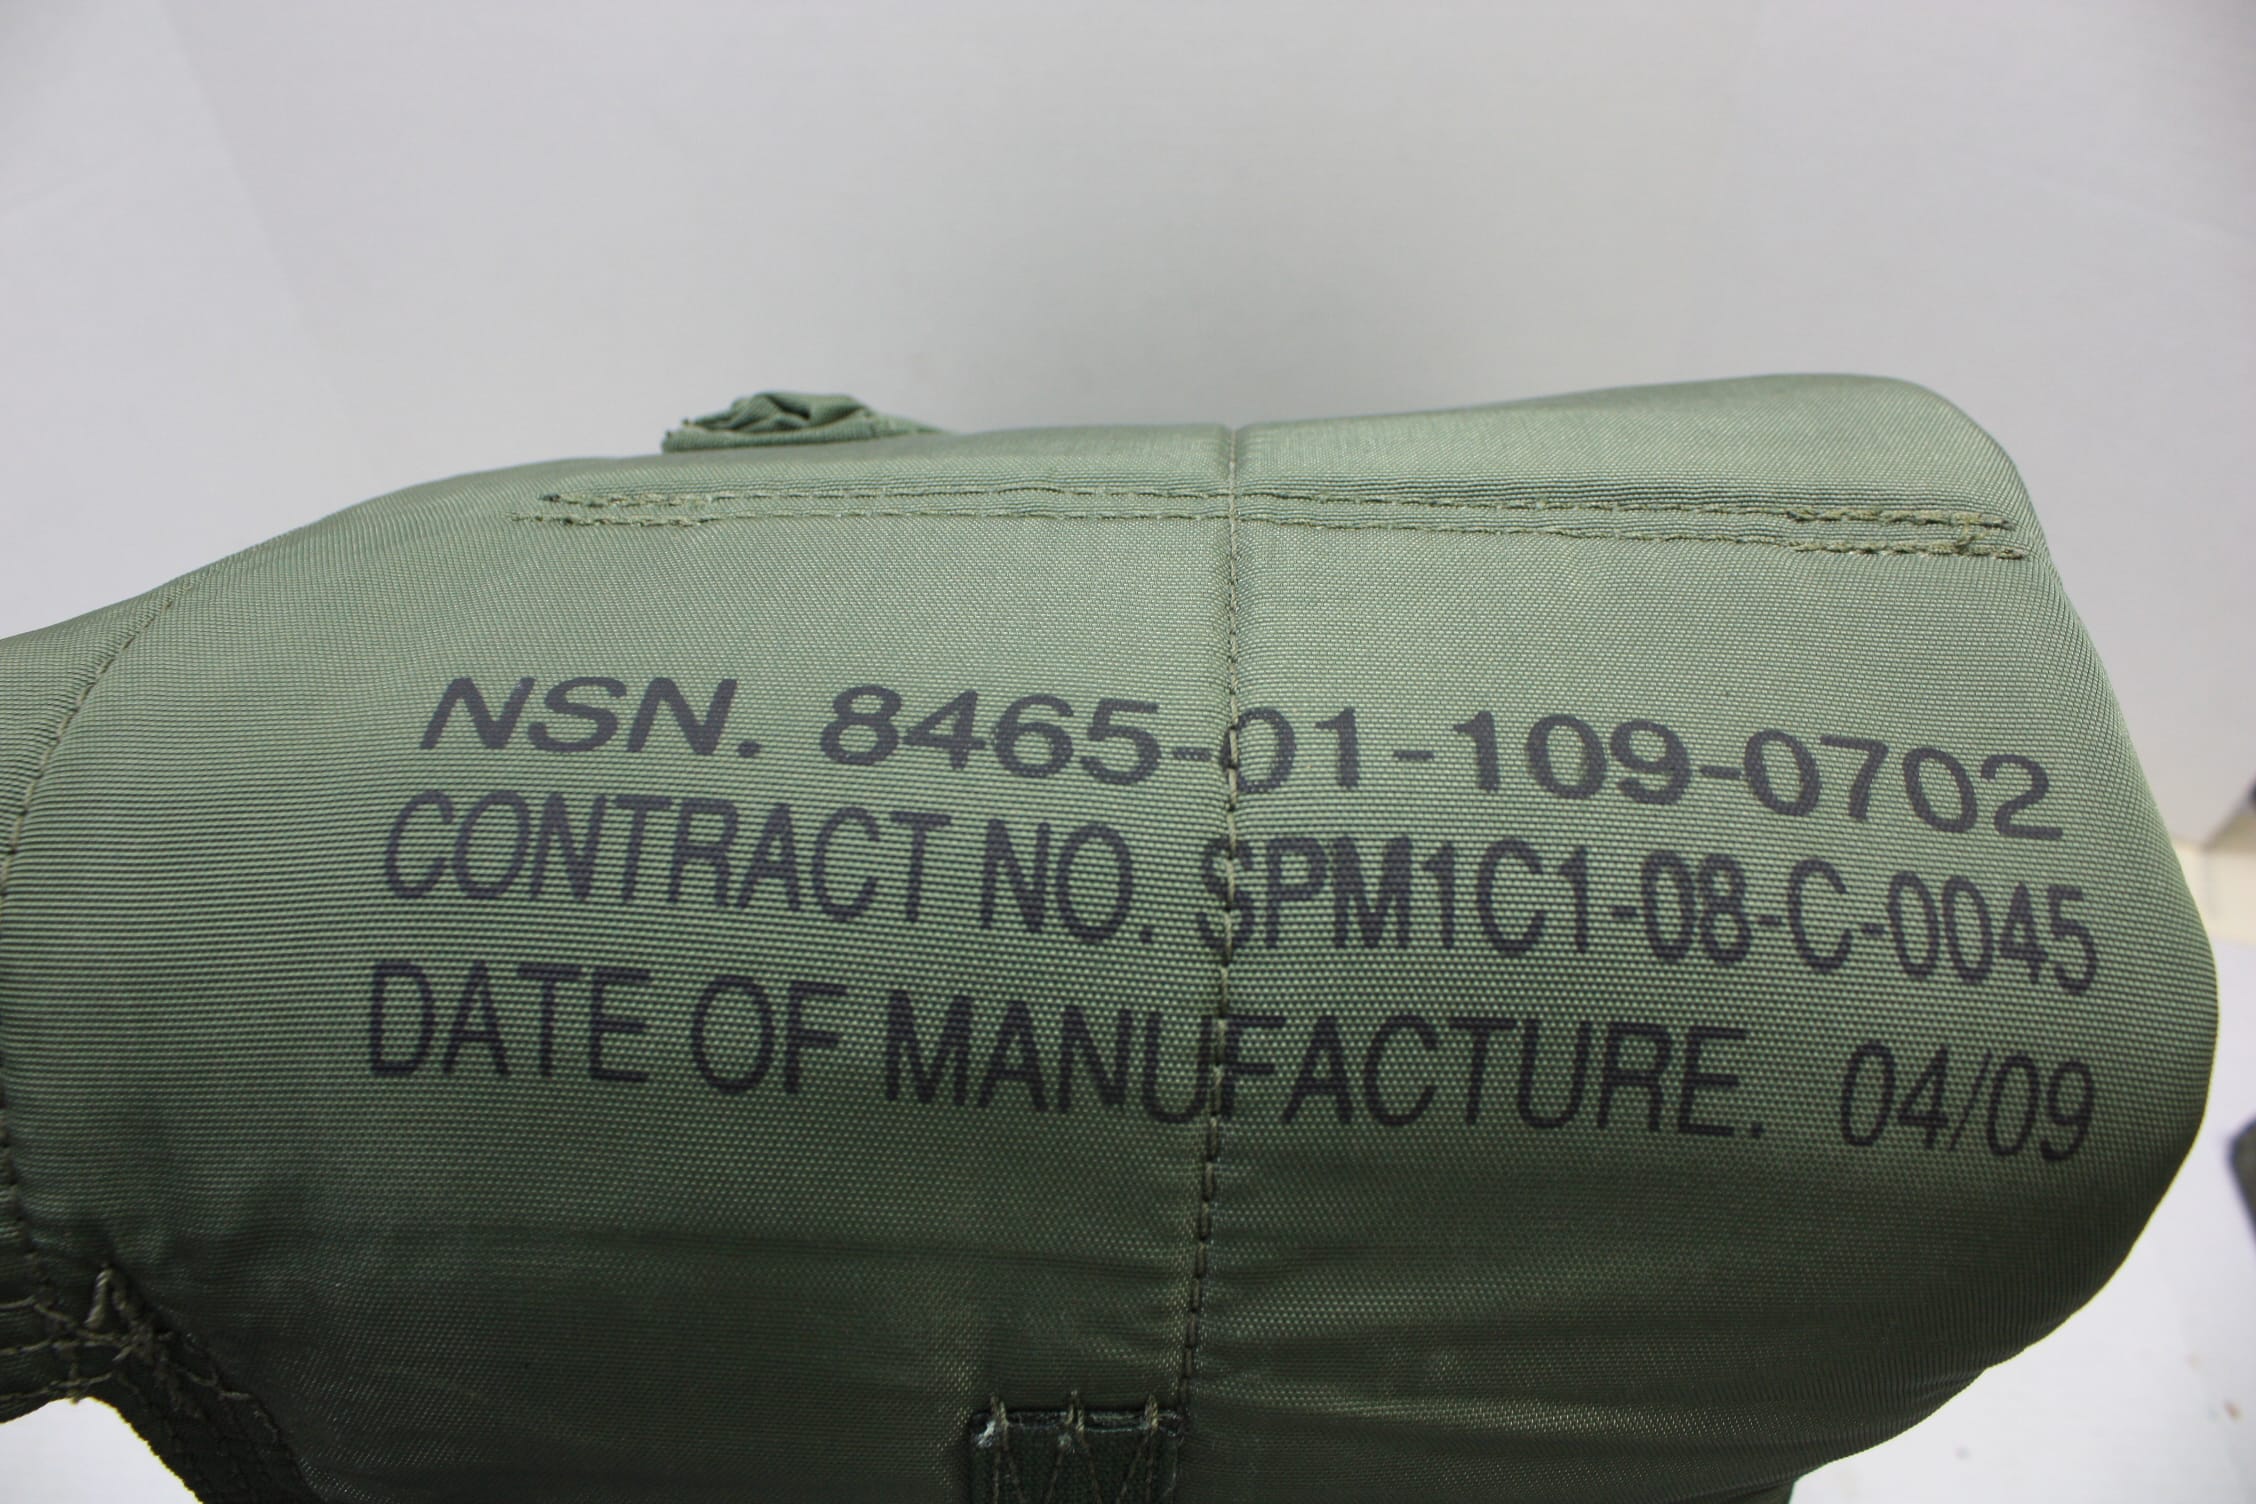 NSN. 8465-01-109-0702
CONTRACT NO. SPM1C1-08-C-0045
DATE OF MANUFACTURE. 04/09